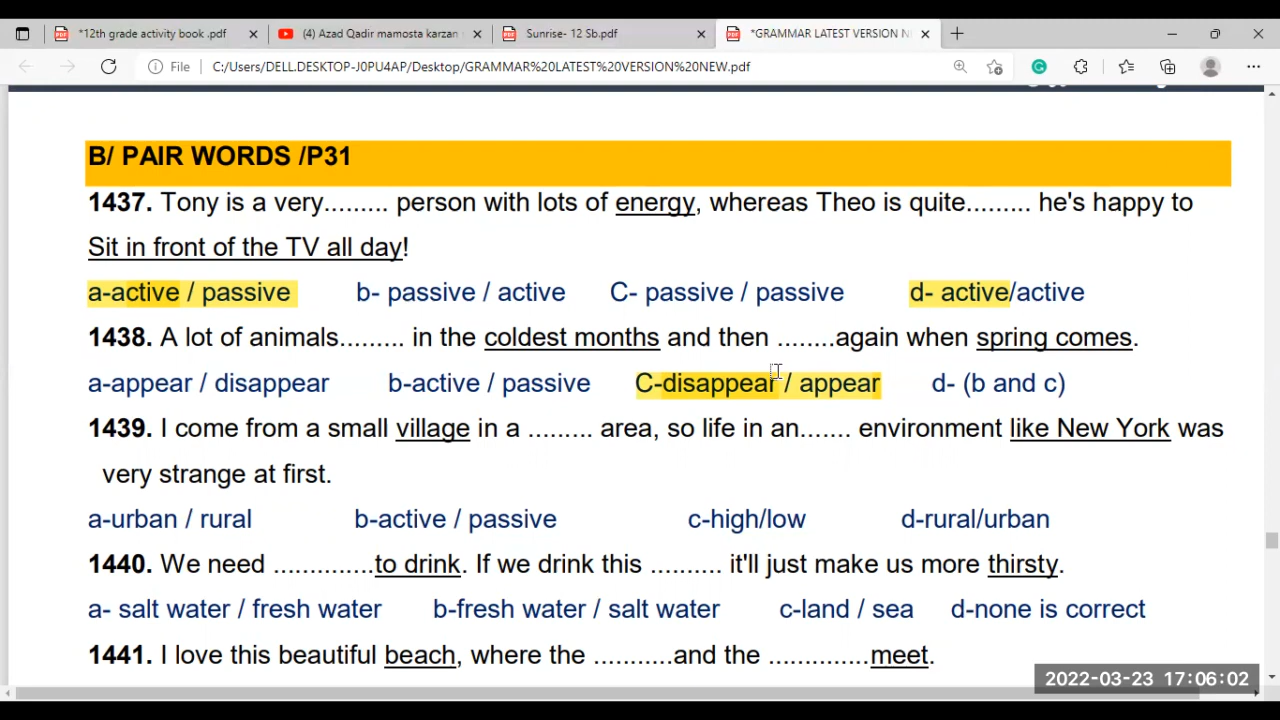 *12th grade activity book .pdf
(4) Azad Qadir mamosta karzan
Sunrise- 12 Sb.pdf
*GRAMMAR LATEST VERSION N
File
C:/Users/DELL.DESKTOP-J0PU4AP/Desktop/GRAMMAR%20LATEST%20VERSION%20NEW.pdf
B/ PAIR WORDS /P31
1437. Tony is a very......... person with lots of energy, whereas Theo is quite......... he's happy to
Sit in front of the TV all day!
a-active / passive b- passive / active C- passive / passive d- active/active
1438. A lot of animals......... in the coldest months and then ........again when spring comes.
a-appear / disappear b-active / passive C-disappear / appear d- (b and c)
1439. I come from a small village in a ......... area, so life in an....... environment like New York was
very strange at first.
a-urban / rural b-active / passive c-high/low d-rural/urban
1440. We need ..............to drink. If we drink this .......... it'll just make us more thirsty.
a- salt water / fresh water b-fresh water / salt water c-land / sea d-none is correct
1441. I love this beautiful beach, where the ...........and the ..............meet.
2022-03-23 17:06:02